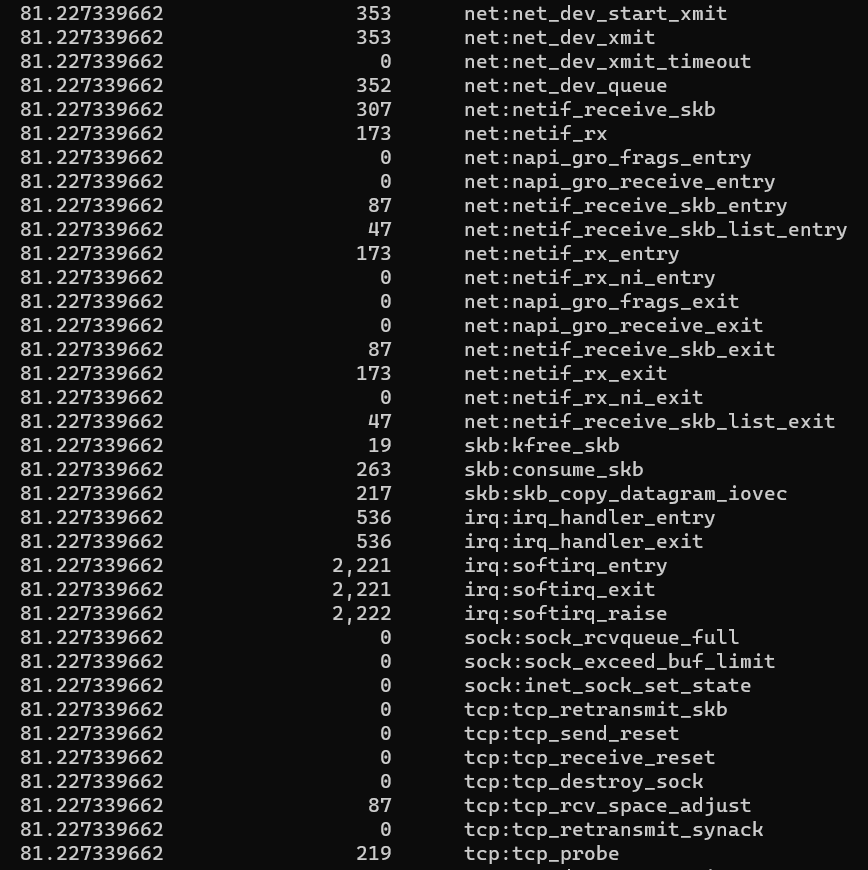 81.227339662 353 net:net_dev_start_xmit
81.227339662 353 net:net_dev_xmit
81.227339662 0 net:net_dev_xmit_timeout
81.227339662 352 net:net_dev_queue
81.227339662 307 net:netif_receive_skb
81.227339662 173 net:netif_rx
81.227339662 0 net:napi_gro_frags_entry
81.227339662 0 net:napi_gro_receive_entry
81.227339662 87 net:netif_receive_skb_entry
81.227339662 47 net:netif_receive_skb_list_entry
81.227339662 173 net:netif_rx_entry
81.227339662 0 net:netif_rx_ni_entry
81.227339662 0 net:napi_gro_frags_exit
81.227339662 0 net:napi_gro_receive_exit
81.227339662 87 net:netif_receive_skb_exit
81.227339662 173 net:netif_rx_exit
81.227339662 0 net:netif_rx_ni_exit
81.227339662 47 net:netif_receive_skb_list_exit
81.227339662 19 skb:kfree_skb
81.227339662 263 skb:consume_skb
81.227339662 217 skb:skb_copy_datagram_iovec
81.227339662 536 irq:irq_handler_entry
81.227339662 536 irq:irq_handler_exit
81.227339662 2,221 irq:softirq_entry
81.227339662 2,221 irq:softirq_exit
81.227339662 2,222 irq:softirq_raise
81.227339662 0 sock:sock_rcvqueue_full
81.227339662 0 sock:sock_exceed_buf_limit
81.227339662 0 sock:inet_sock_set_state
81.227339662 0 tcp:tcp_retransmit_skb
81.227339662 0 tcp:tcp_send_reset
81.227339662 0 tcp:tcp_receive_reset
81.227339662 0 tcp:tcp_destroy_sock
81.227339662 87 tcp:tcp_rcv_space_adjust
81.227339662 0 tcp:tcp_retransmit_synack
81.227339662 219 tcp:tcp_probe